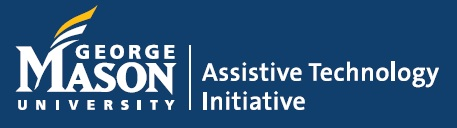 GEORGE
MASON
UNIVERSITY
Assistive Technology
Initiative